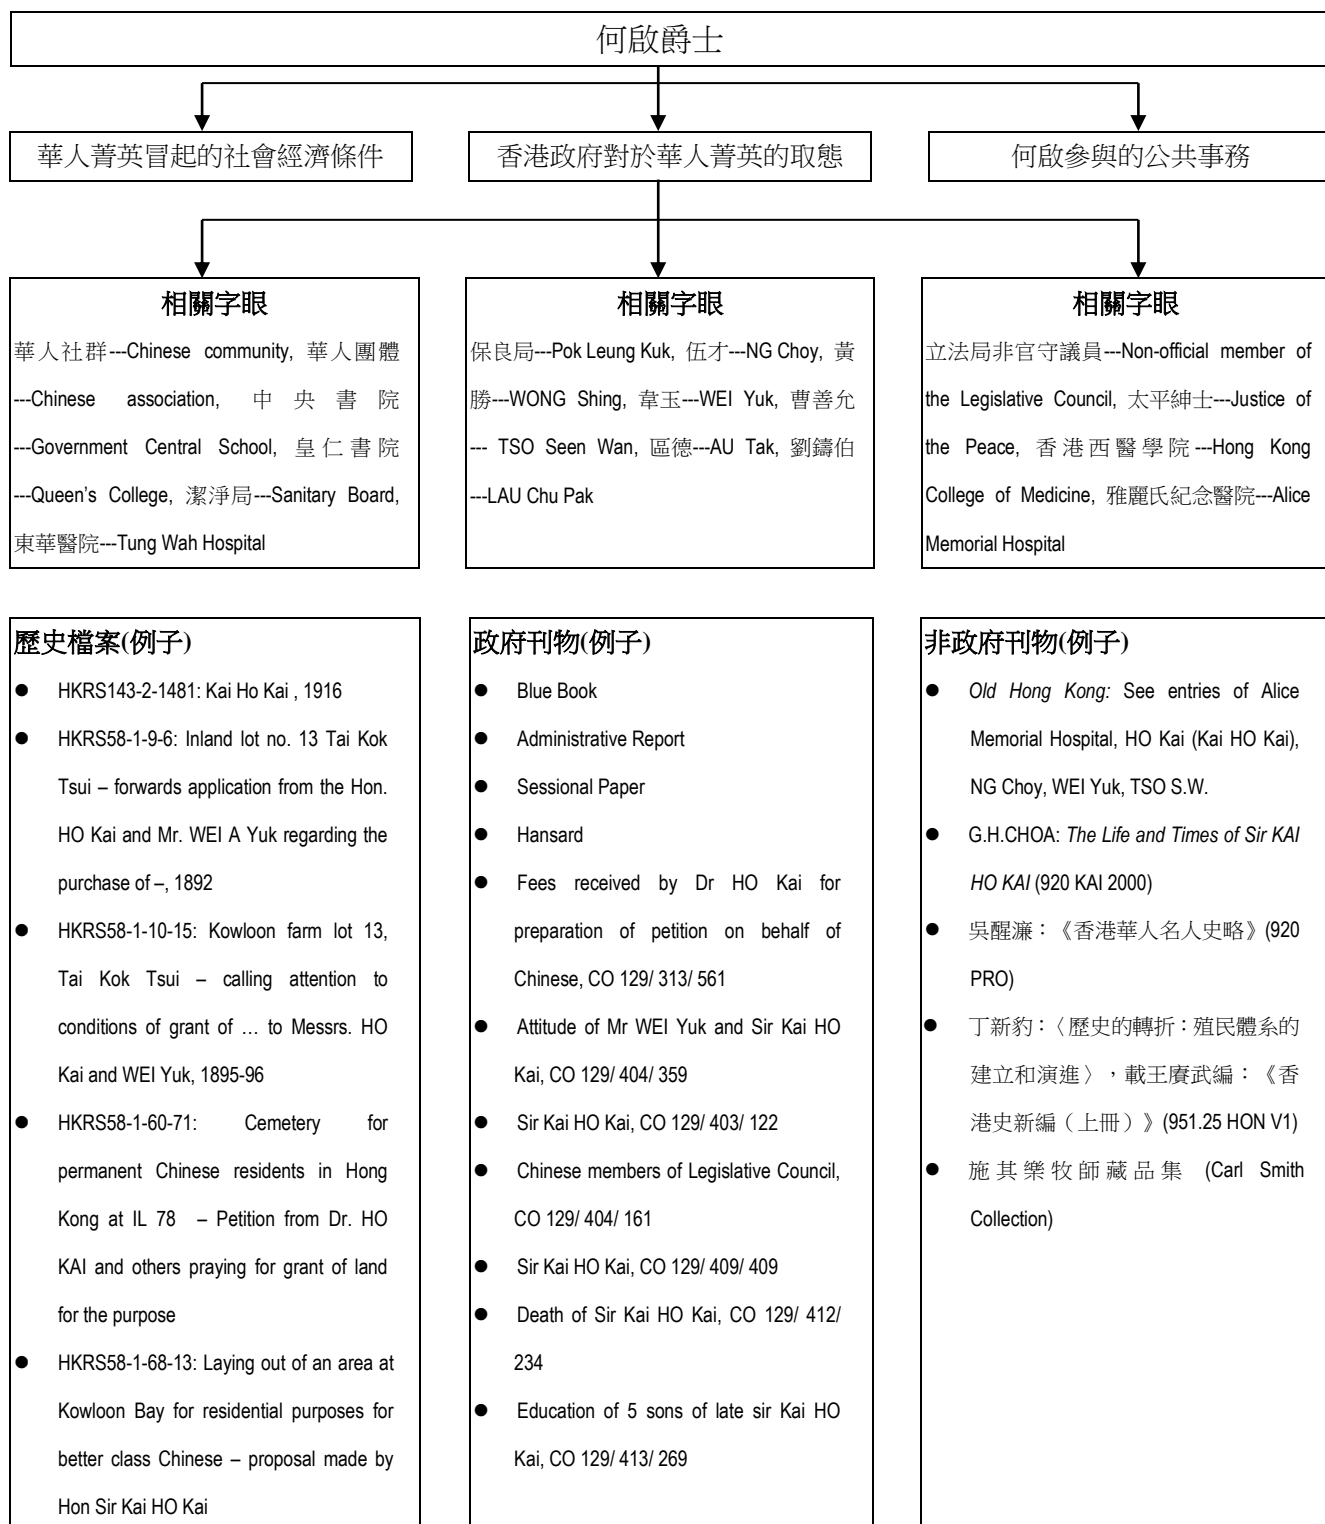 何啟爵士
華人菁英冒起的社會經濟條件
香港政府對於華人菁英的取態
何啟參與的公共事務
相關字眼
華人社群---Chinese community, 華人團體
---Chinese association, 中央書院
---Government Central School, 皇仁書院
---Queen's College, 潔淨局---Sanitary Board,
東華醫院---Tung Wah Hospital
相關字眼
保良局---Pok Leung Kuk, 伍才---NG Choy, 黃
勝---WONG Shing, 韋玉---WEI Yuk, 曹善允
--- TSO Seen Wan, 區德---AU Tak, 劉鑄伯
---LAU Chu Pak
相關字眼
立法局非官守議員---Non-official member of
the Legislative Council, 太平紳士---Justice of
the Peace, 香港西醫學院---Hong Kong
College of Medicine, 雅麗氏紀念醫院---Alice
Memorial Hospital
歷史檔案(例子)
● HKRS143-2-1481: Kai Ho Kai , 1916
● HKRS58-1-9-6: Inland lot no. 13 Tai Kok
Tsui – forwards application from the Hon.
HO Kai and Mr. WEI A Yuk regarding the
purchase of –, 1892
● HKRS58-1-10-15: Kowloon farm lot 13,
Tai Kok Tsui – calling attention to
conditions of grant of … to Messrs. HO
Kai and WEI Yuk, 1895-96
● HKRS58-1-60-71: Cemetery for
permanent Chinese residents in Hong
Kong at IL 78 – Petition from Dr. HO
KAI and others praying for grant of land
for the purpose
● HKRS58-1-68-13: Laying out of an area at
Kowloon Bay for residential purposes for
better class Chinese – proposal made by
Hon Sir Kai HO Kai
政府刊物(例子)
● Blue Book
● Administrative Report
● Sessional Paper
● Hansard
● Fees received by Dr HO Kai for
preparation of petition on behalf of
Chinese, CO 129/ 313/ 561
● Attitude of Mr WEI Yuk and Sir Kai HO
Kai, CO 129/ 404/ 359
● Sir Kai HO Kai, CO 129/ 403/ 122
● Chinese members of Legislative Council,
CO 129/ 404/ 161
● Sir Kai HO Kai, CO 129/ 409/ 409
● Death of Sir Kai HO Kai, CO 129/ 412/
234
● Education of 5 sons of late sir Kai HO
Kai, CO 129/ 413/ 269
非政府刊物(例子)
● Old Hong Kong: See entries of Alice
Memorial Hospital, HO Kai (Kai HO Kai),
NG Choy, WEI Yuk, TSO S.W.
● G.H.CHOA: The Life and Times of Sir KAI
HO KAI (920 KAI 2000)
● 吳醒濂：《香港華人名人史略》(920
PRO)
● 丁新豹：〈歷史的轉折：殖民體系的
建立和演進〉，載王賡武編：《香
港史新編（上冊）》(951.25 HON V1)
● 施其樂牧師藏品集 (Carl Smith
Collection)